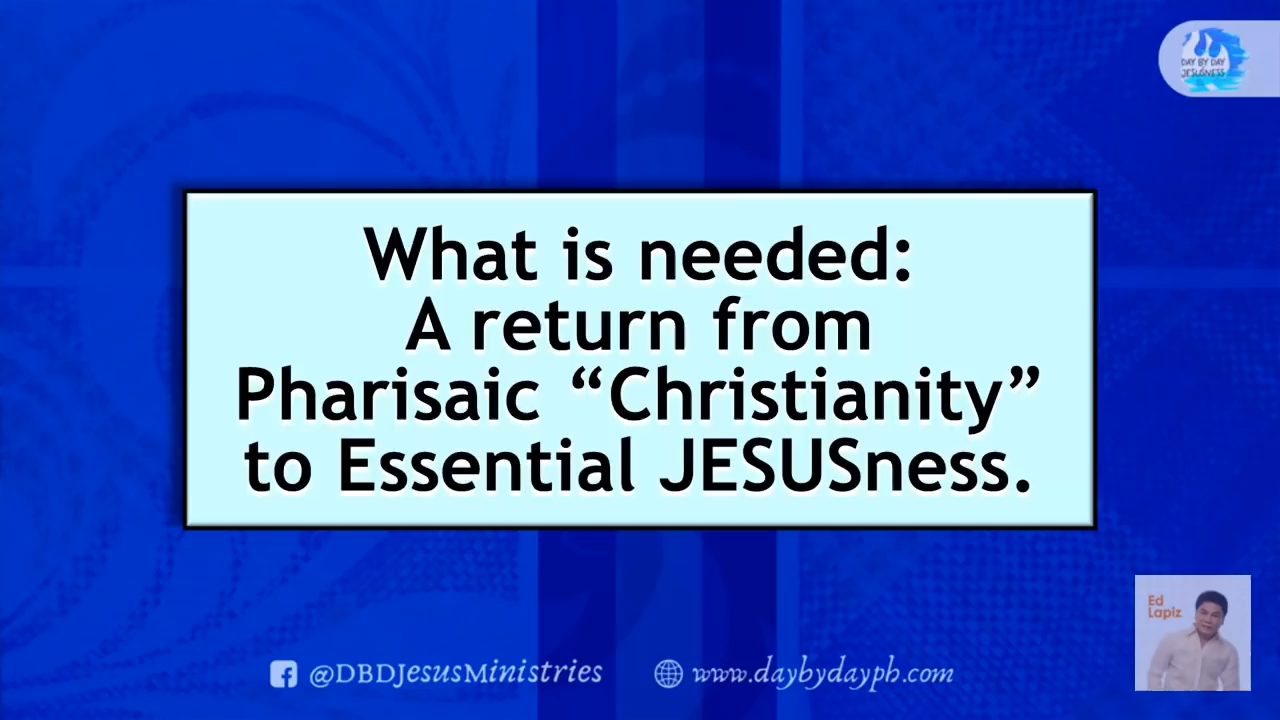 DAY BY DAY
JESUSNESS
What is needed:
A return from
Pharisaic “Christianity”
to Essential JESUSness.
Ed
Lapiz
@DBDJesusMinistries
www.daybydayph.com